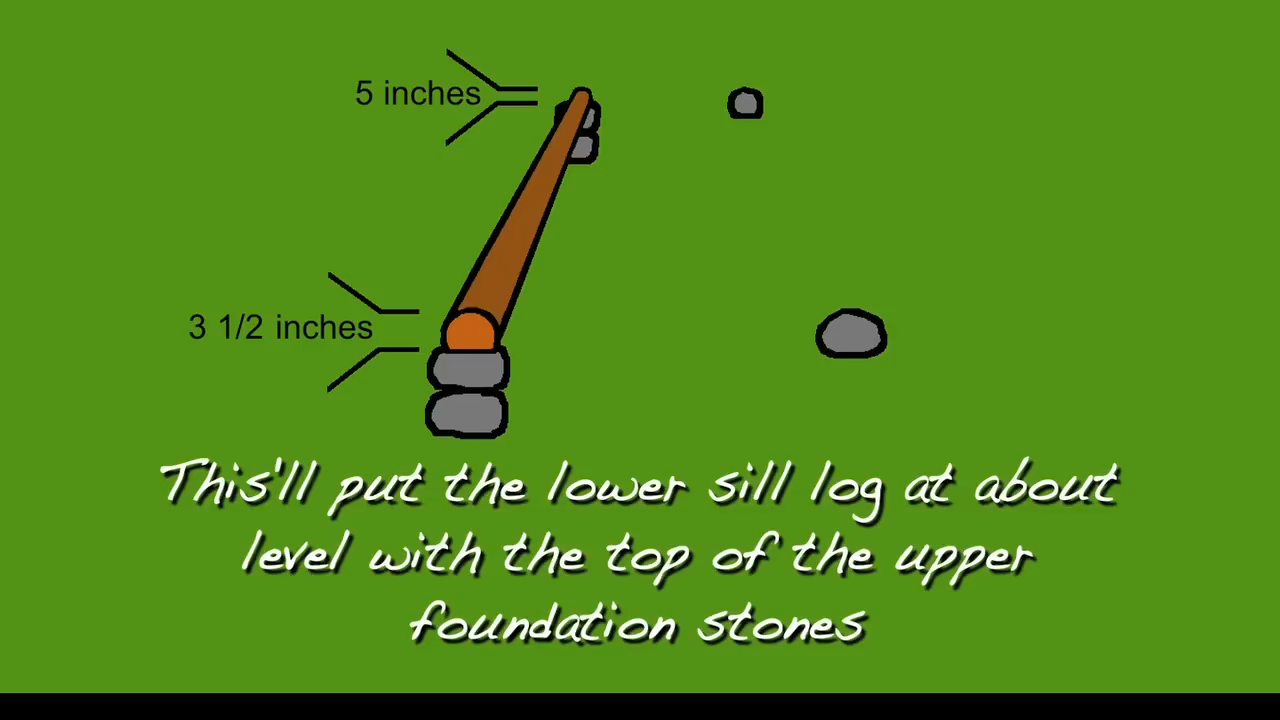 5 inches
3 1/2 inches
This'll put the lower sill log at about
level with the top of the upper
foundation stones